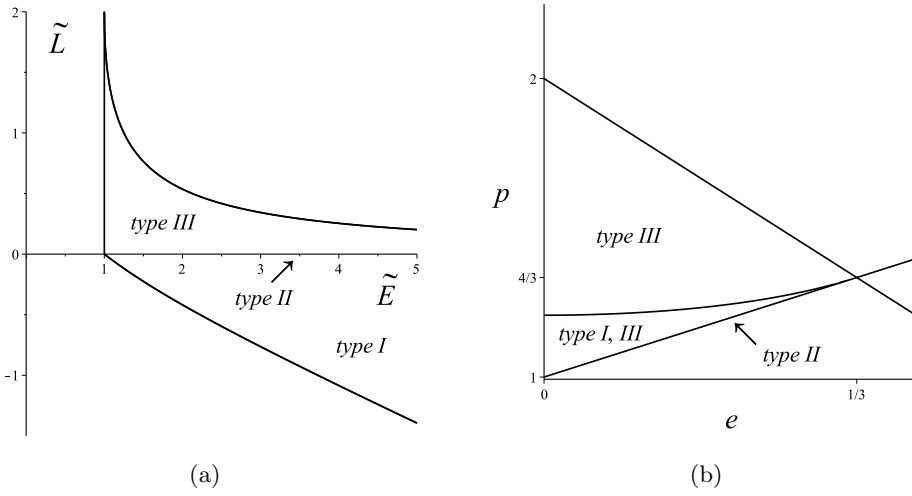 2
L̃
1
type III
0
1
2
3
4
5
type II
Ẽ
type I
−1
(a)
2
p
type III
4/3
type I, III
type II
1
0
1/3
e
(b)